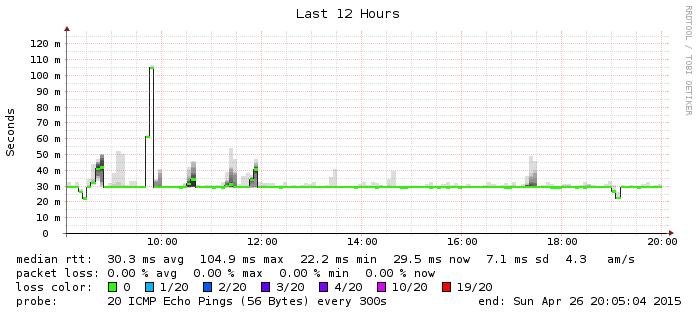 Last 12 Hours
RRDTOOL / TOBI OETIKER
Seconds
120 m
110 m
100 m
90 m
80 m
70 m
60 m
50 m
40 m
30 m
20 m
10 m
0
10:00 12:00 14:00 16:00 18:00 20:00
median rtt: 30.3 ms avg 104.9 ms max 22.2 ms min 29.5 ms now 7.1 ms sd 4.3 am/s
packet loss: 0.00 % avg 0.00 % max 0.00 % min 0.00 % now
loss color: 0 1/20 2/20 3/20 4/20 10/20 19/20
probe: 20 ICMP Echo Pings (56 Bytes) every 300s end: Sun Apr 26 20:05:04 2015